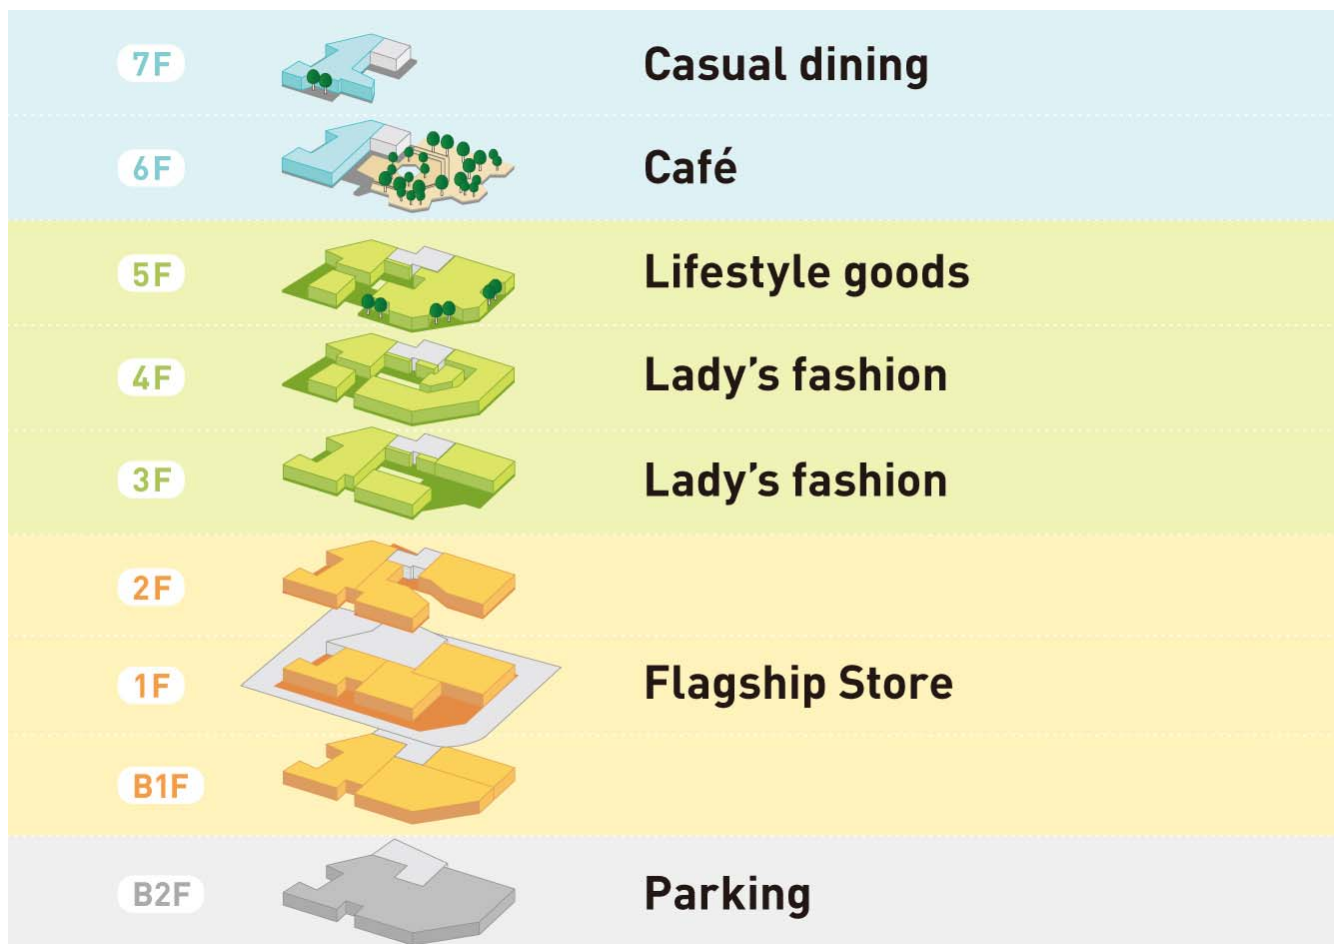 7F Casual dining
6F Café
5F Lifestyle goods
4F Lady's fashion
3F Lady's fashion
2F
1F Flagship Store
B1F
B2F Parking